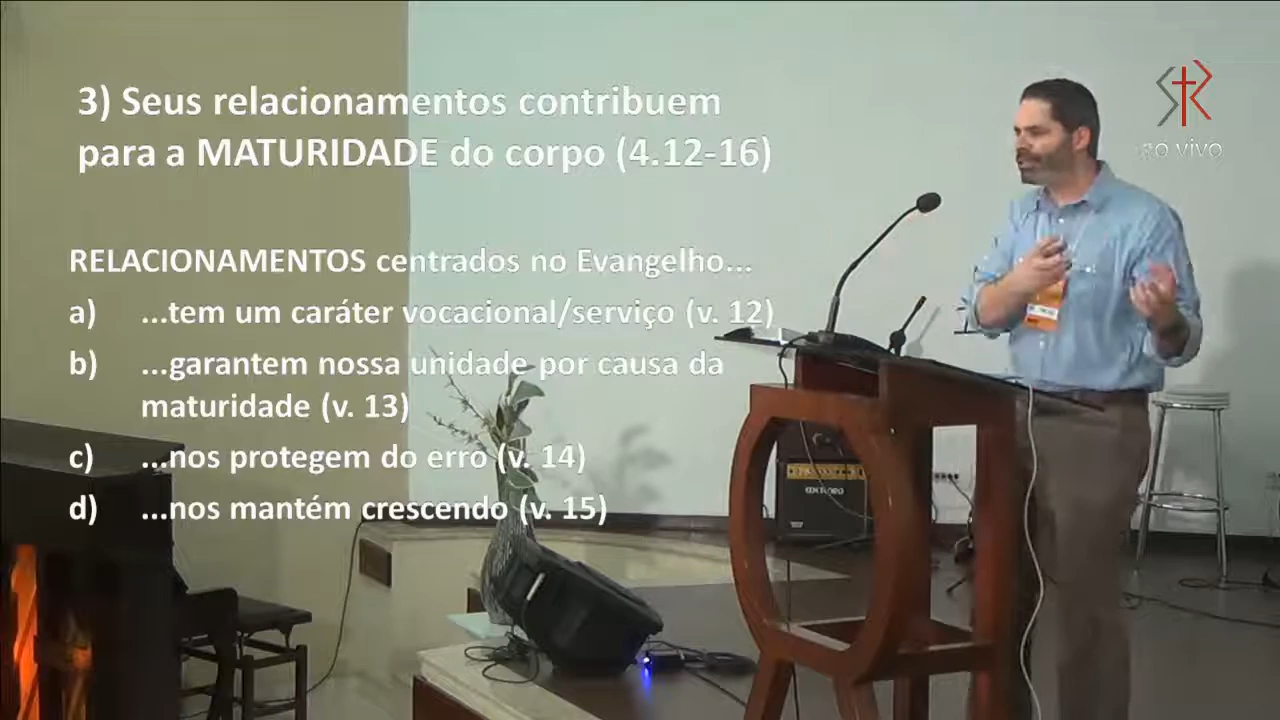 3) Seus relacionamentos contribuem
para a MATURIDADE do corpo (4.12-16)
RELACIONAMENTOS centrados no Evangelho...
a) ...tem um caráter vocacional/serviço (v. 12)
b) ...garantem nossa unidade por causa da
maturidade (v. 13)
c) ...nos protegem do erro (v. 14)
d) ...nos mantém crescendo (v. 15)
ao vivo